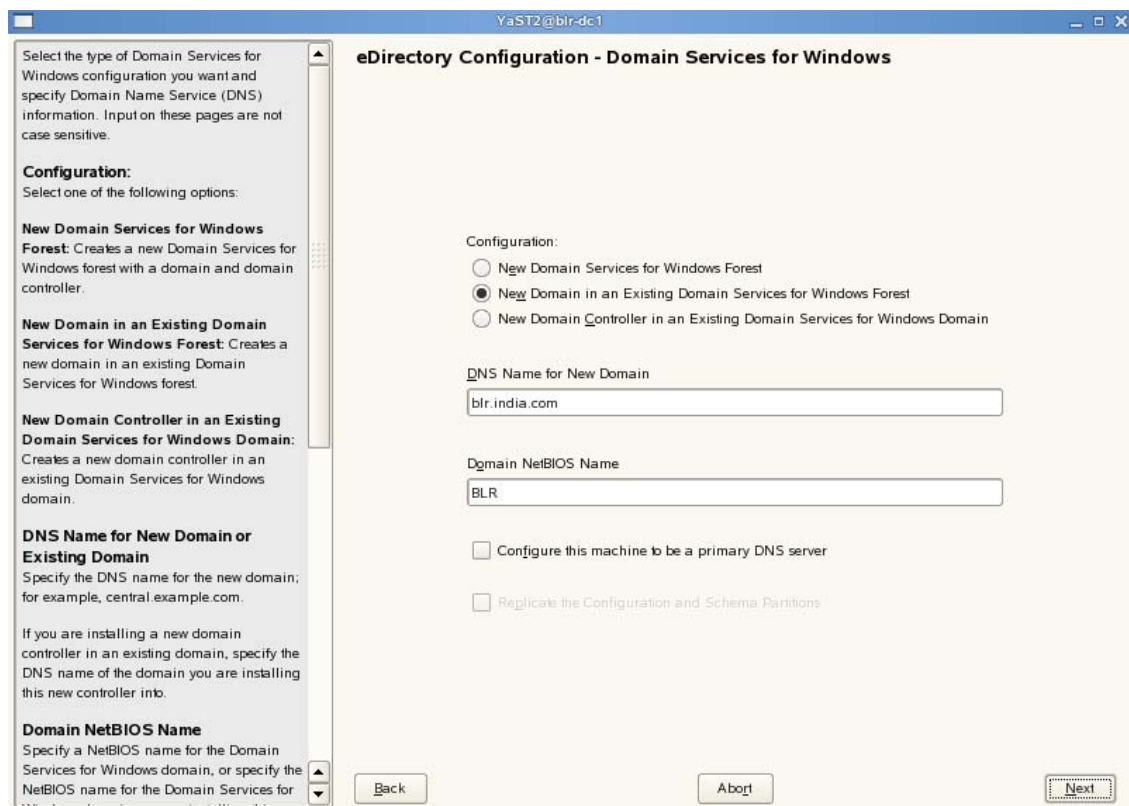 YaST2@blr-dc1
Select the type of Domain Services for
Windows configuration you want and
specify Domain Name Service (DNS)
information. Input on these pages are not
case sensitive.
Configuration:
Select one of the following options:
New Domain Services for Windows
Forest: Creates a new Domain Services for
Windows forest with a domain and domain
controller.
New Domain in an Existing Domain
Services for Windows Forest: Creates a
new domain in an existing Domain
Services for Windows forest.
New Domain Controller in an Existing
Domain Services for Windows Domain:
Creates a new domain controller in an
existing Domain Services for Windows
domain.
DNS Name for New Domain or
Existing Domain
Specify the DNS name for the new domain;
for example, central.example.com.
If you are installing a new domain
controller in an existing domain, specify the
DNS name of the domain you are installing
this new controller into.
Domain NetBIOS Name
Specify a NetBIOS name for the Domain
Services for Windows domain, or specify the
NetBIOS name for the Domain Services for
eDirectory Configuration - Domain Services for Windows
Configuration:
New Domain Services for Windows Forest
New Domain in an Existing Domain Services for Windows Forest
New Domain Controller in an Existing Domain Services for Windows Domain
DNS Name for New Domain
blr.india.com
Domain NetBIOS Name
BLR
Configure this machine to be a primary DNS server
Replicate the Configuration and Schema Partitions
Back
Abort
Next